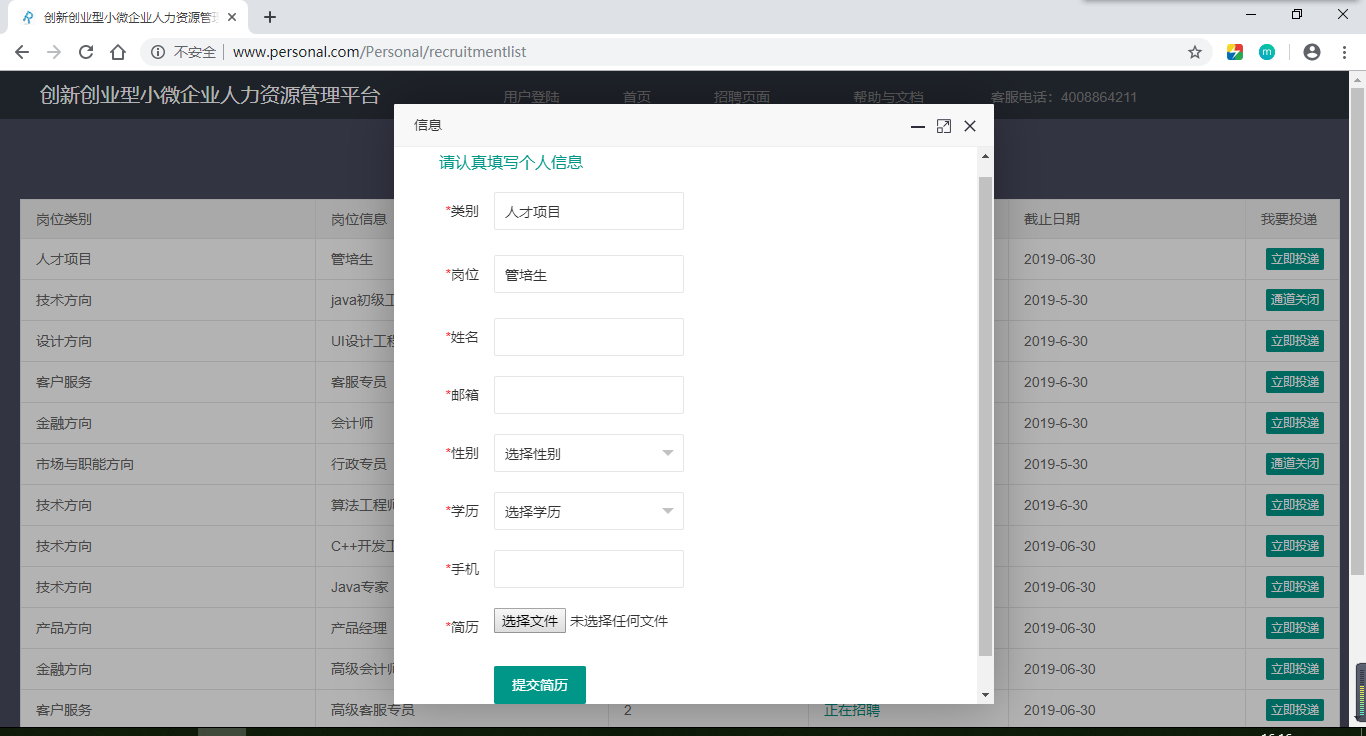 创新创业型小微企业人力资源管理
不安全 www.personal.com/Personal/recruitmentlist
创新创业型小微企业人力资源管理平台 用户登陆 首页 招聘页面 帮助与文档 客服电话：4008864211
信息
请认真填写个人信息
*类别 人才项目
*岗位 管培生
*姓名
*邮箱
*性别 选择性别
*学历 选择学历
*手机
*简历 选择文件 未选择任何文件
提交简历
岗位类别 岗位信息 截止日期 我要投递
人才项目 管培生 2019-06-30 立即投递
技术方向 java初级 2019-5-30 通道关闭
设计方向 UI设计工程 2019-6-30 立即投递
客户服务 客服专员 2019-6-30 立即投递
金融方向 会计师 2019-6-30 立即投递
市场与职能方向 行政专员 2019-5-30 通道关闭
技术方向 算法工程师 2019-6-30 立即投递
技术方向 C++开发 2019-06-30 立即投递
技术方向 Java专家 2019-06-30 立即投递
产品方向 产品经理 2019-06-30 立即投递
金融方向 高级会计师 2019-06-30 立即投递
客户服务 高级客服专员 2 正在招聘 2019-06-30 立即投递